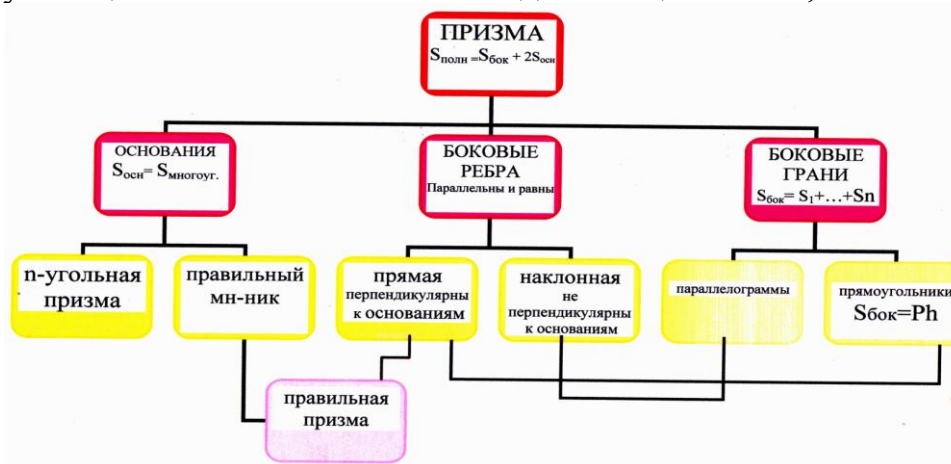 ПРИЗМА
Sполн =Sбок + 2Sосн
ОСНОВАНИЯ
Sосн= Sмногоуг.
БОКОВЫЕ
РЕБРА
Параллельны и равны
БОКОВЫЕ
ГРАНИ
Sбок= S1+...+Sn
n-угольная
призма
правильный
мн-ник
прямая
перпендикулярны
к основаниям
наклонная
не
перпендикулярны
к основаниям
параллелограммы
прямоугольники
Sбок=Ph
правильная
призма